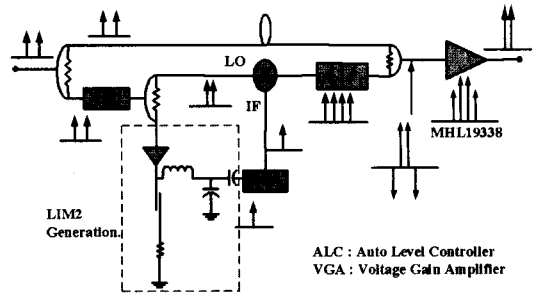 LO
IF
MHL19338
LIM2
Generation.
ALC : Auto Level Controller
VGA : Voltage Gain Amplifier